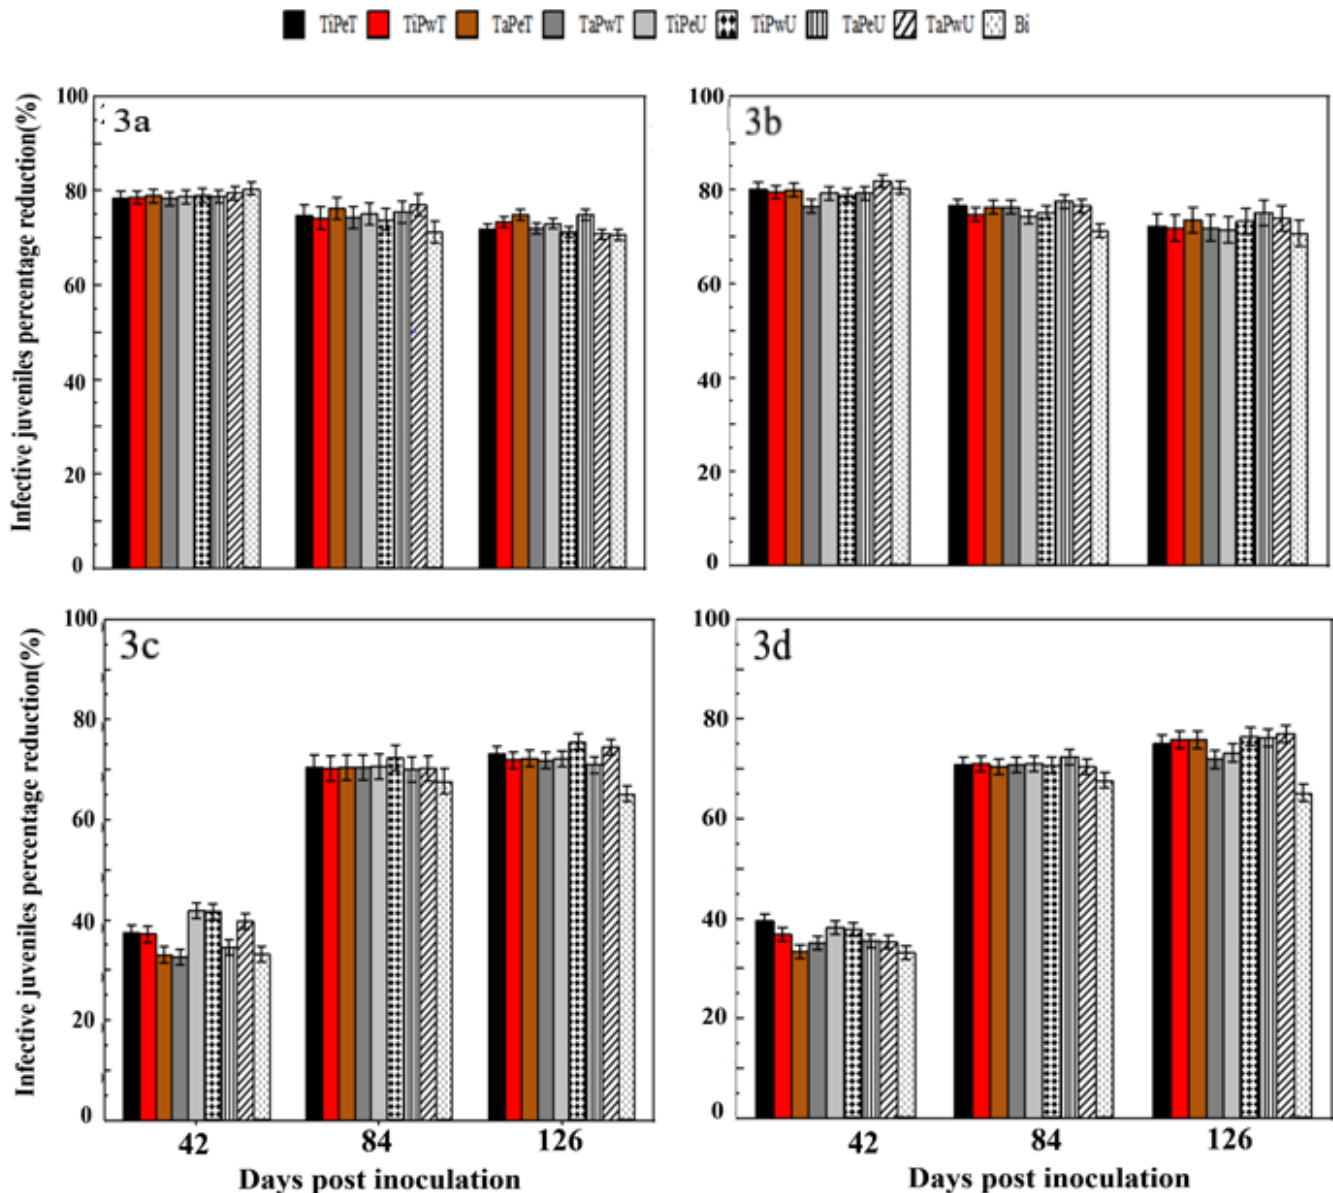 TiPeT TiPwT TaPeT TaPwT TiPeU TiPwU TaPeU TaPwU Bi
Infective juveniles percentage reduction(%)
100
80
60
40
20
0
3a
100
80
60
40
20
0
3b
Infective juveniles percentage reduction(%)
100
80
60
40
20
0
3c
42 84 126
Days post inoculation
100
80
60
40
20
0
3d
42 84 126
Days post inoculation